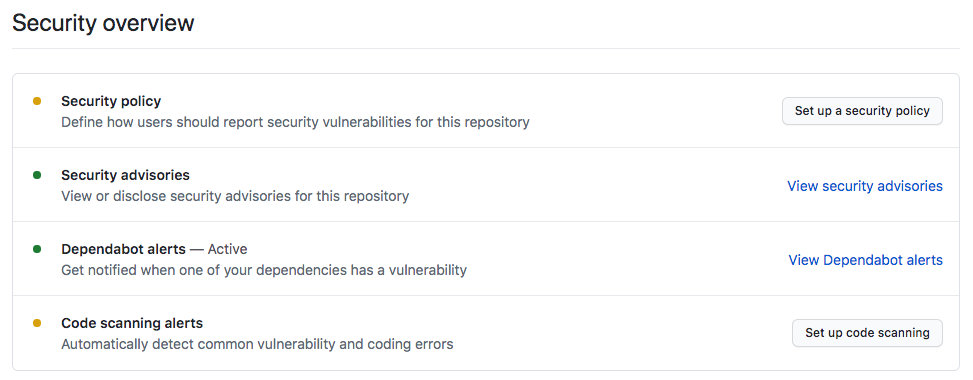 Security overview
Security policy
Define how users should report security vulnerabilities for this repository
Set up a security policy
Security advisories
View or disclose security advisories for this repository
View security advisories
Dependabot alerts — Active
Get notified when one of your dependencies has a vulnerability
View Dependabot alerts
Code scanning alerts
Automatically detect common vulnerability and coding errors
Set up code scanning